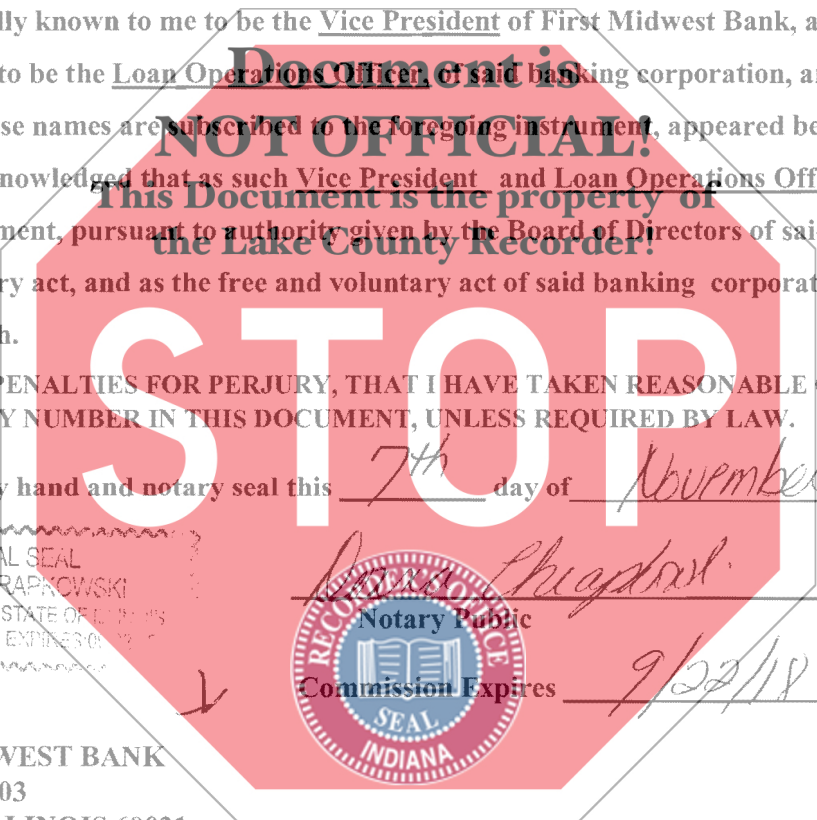 lly known to me to be the Vice President of First Midwest Bank, a
Document is
to be the Loan Operations Officer, of said banking corporation, a
NOT OFFICIAL!
se names are subscribed to the foregoing instrument, appeared be
nowledged that as such Vice President and Loan Operations Off
This Document is the property of
ment, pursuant to authority given by the Board of Directors of sai
the Lake County Recorder!
ry act, and as the free and voluntary act of said banking corporat
h.
STOP
PENALTIES FOR PERJURY, THAT I HAVE TAKEN REASONABLE
Y NUMBER IN THIS DOCUMENT, UNLESS REQUIRED BY LAW.
y hand and notary seal this 7th day of November
AL SEAL
RAPKOWSKI
STATE OF
EXPIRES
Notary Public
RECORDER'S OFFICE
SEAL
INDIANA
Commission Expires 9/22/18
WEST BANK
03